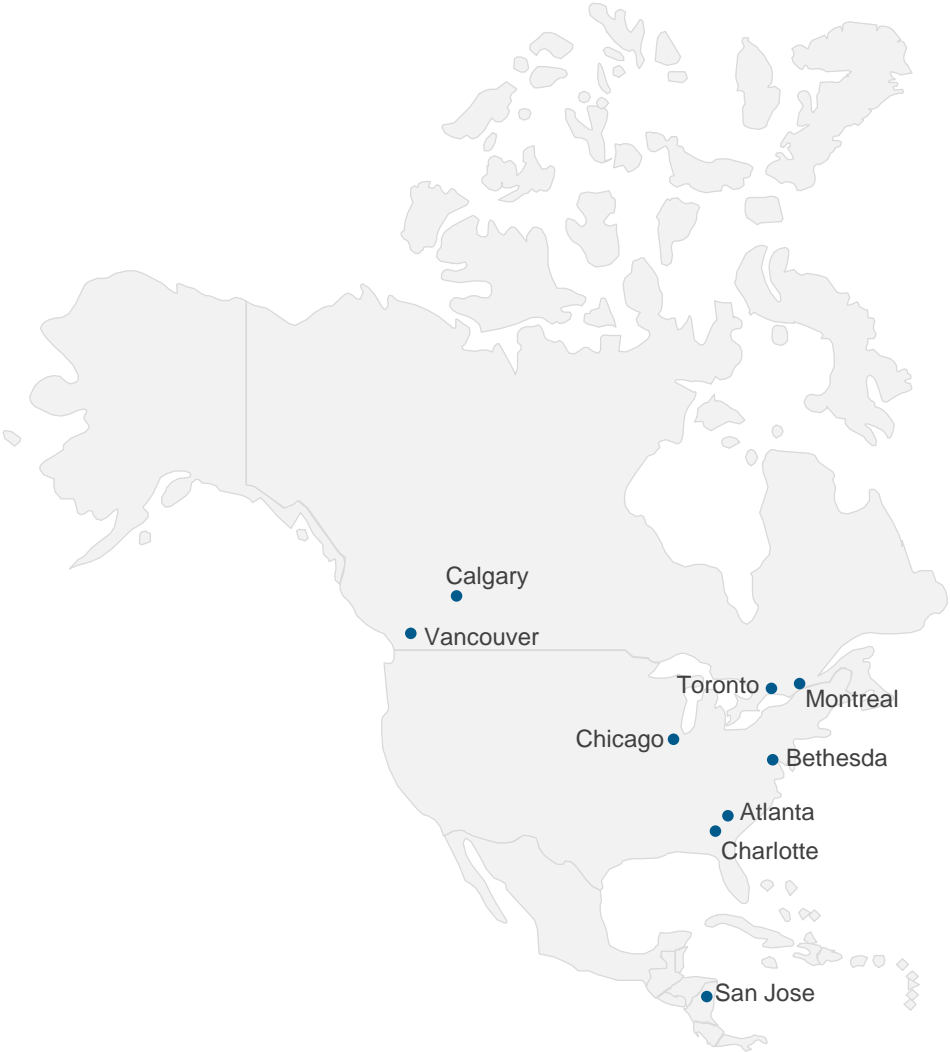 Calgary
Vancouver
Toronto
Montreal
Chicago
Bethesda
Atlanta
Charlotte
San Jose